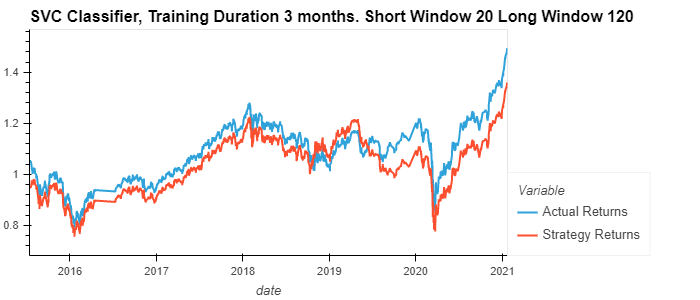 SVC Classifier, Training Duration 3 months. Short Window 20 Long Window 120
1.4
1.2
1
0.8
2016 2017 2018 2019 2020 2021
date
Variable
Actual Returns
Strategy Returns